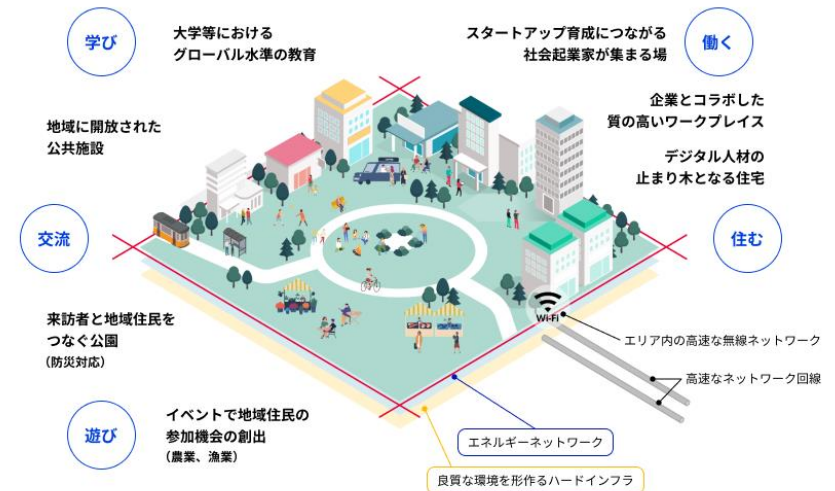 学び
大学等における
グローバル水準の教育
スタートアップ育成につながる
社会起業家が集まる場
働く
地域に開放された
公共施設
企業とコラボした
質の高いワークプレイス
デジタル人材の
止まり木となる住宅
交流
住む
来訪者と地域住民を
つなぐ公園
(防災対応)
Wi-Fi
エリア内の高速な無線ネットワーク
高速なネットワーク回線
遊び
イベントで地域住民の
参加機会の創出
(農業、漁業)
エネルギーネットワーク
良質な環境を形作るハードインフラ